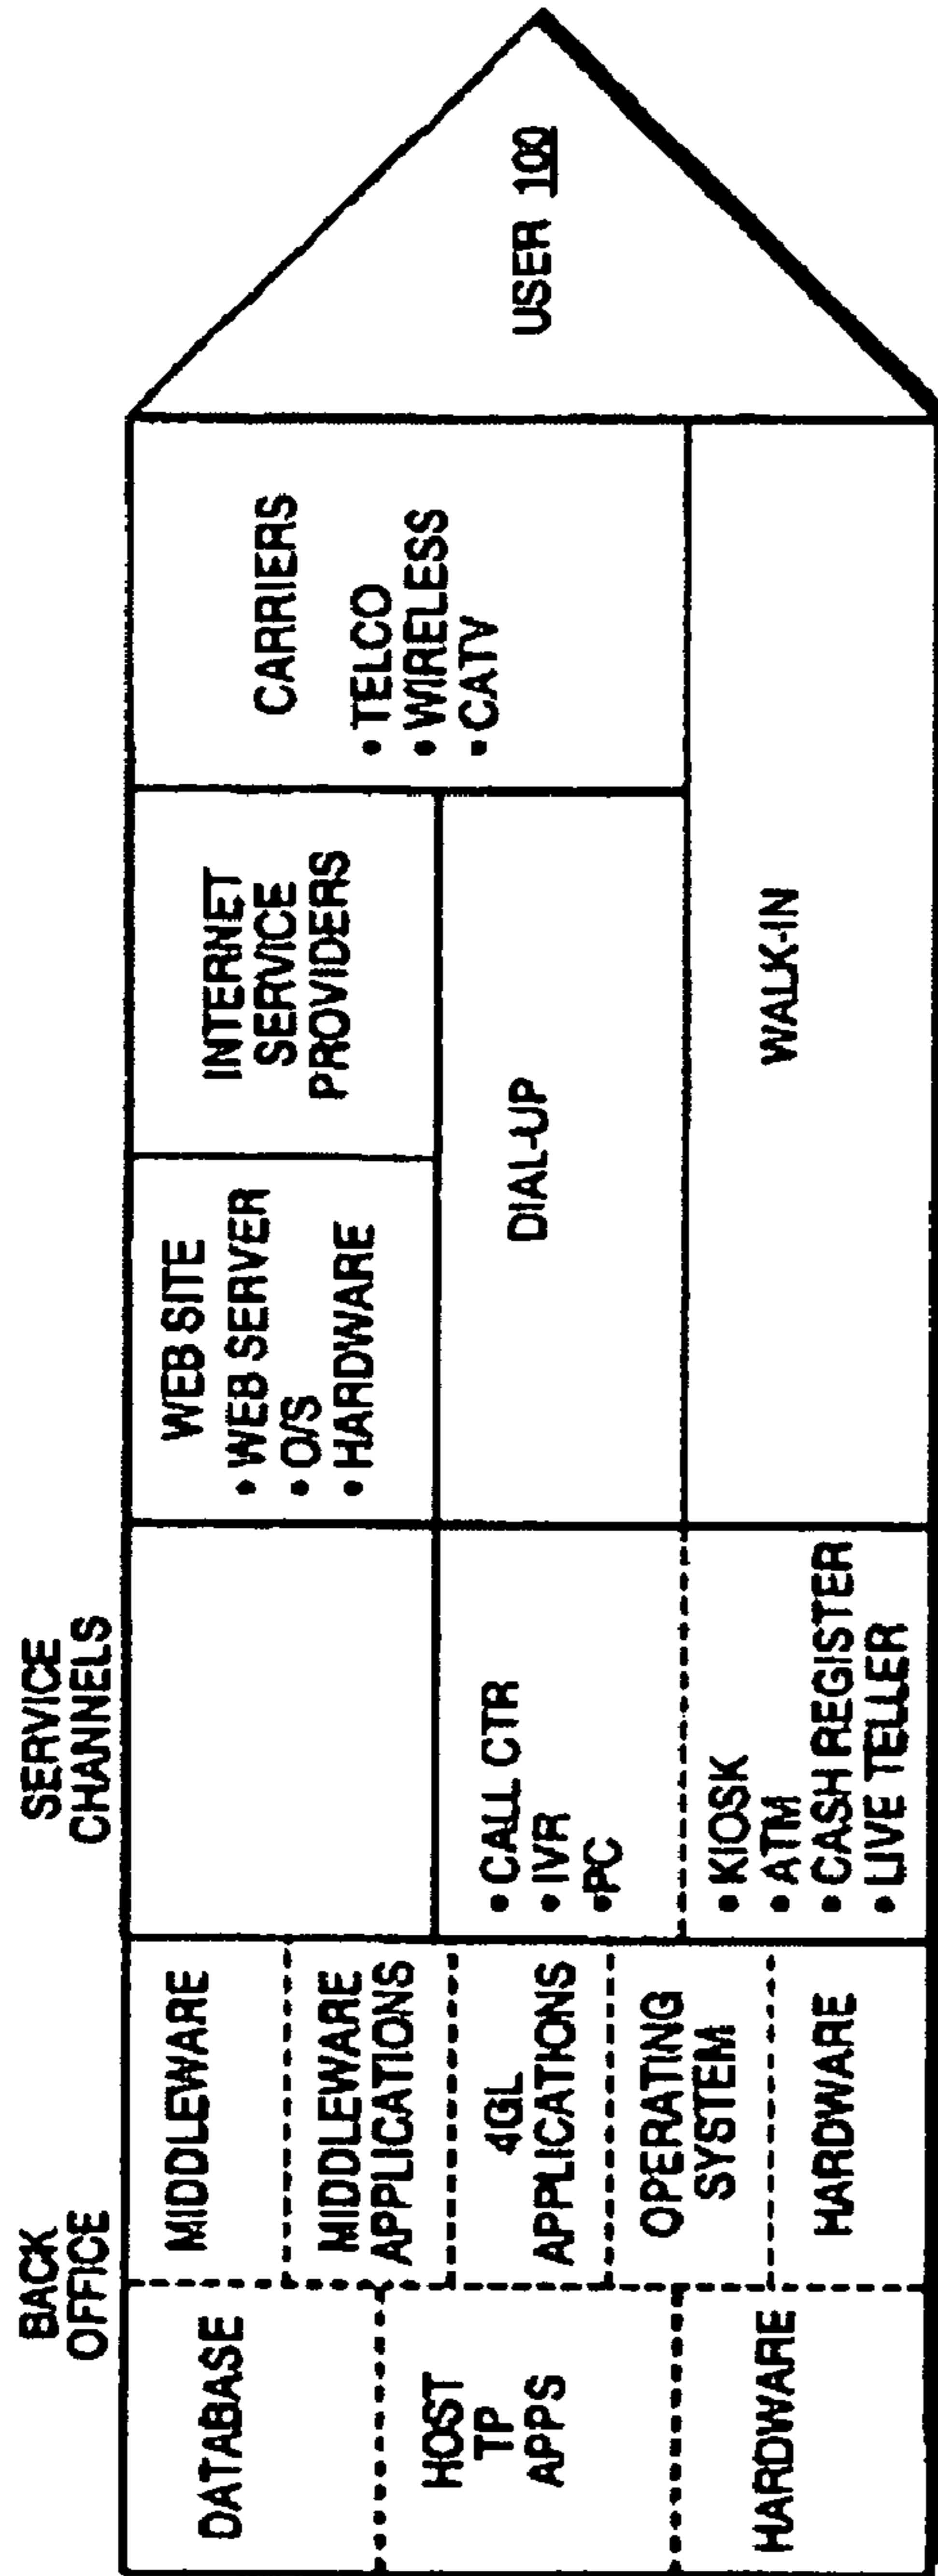 BACK
OFFICE
SERVICE
CHANNELS
DATABASE
HOST
TP
APPS
HARDWARE
MIDDLEWARE
MIDDLEWARE
APPLICATIONS
4GL
APPLICATIONS
OPERATING
SYSTEM
HARDWARE
• CALL CTR
• IVR
• PC
• KIOSK
• ATM
• CASH REGISTER
• LIVE TELLER
WEB SITE
• WEB SERVER
• O/S
• HARDWARE
INTERNET
SERVICE
PROVIDERS
DIAL-UP
WALK-IN
CARRIERS
• TELCO
• WIRELESS
• CATV
USER 100